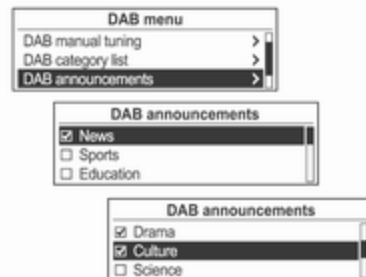 DAB menu
DAB manual tuning
DAB category list
DAB announcements
DAB announcements
News
Sports
Education
DAB announcements
Drama
Culture
Science